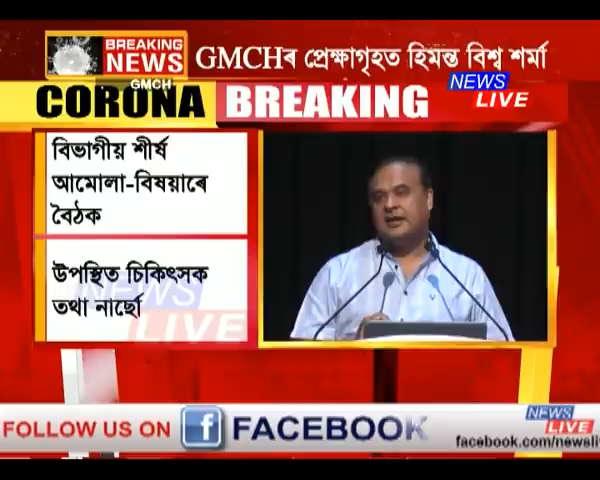 BREAKING
NEWS
GMCH
GMCHৰ প্ৰেক্ষাগৃহত হিমন্ত বিশ্ব শৰ্মা
NEWS
LIVE
CORONA BREAKING
বিভাগীয় শীৰ্ষ
আমোলা-বিষয়াৰে
বৈঠক
উপস্থিত চিকিৎসক
তথা নাৰ্ছো
NEWS
LIVE
FOLLOW US ON f FACEBOOK
NEWS
LIVE
facebook.com/newsli